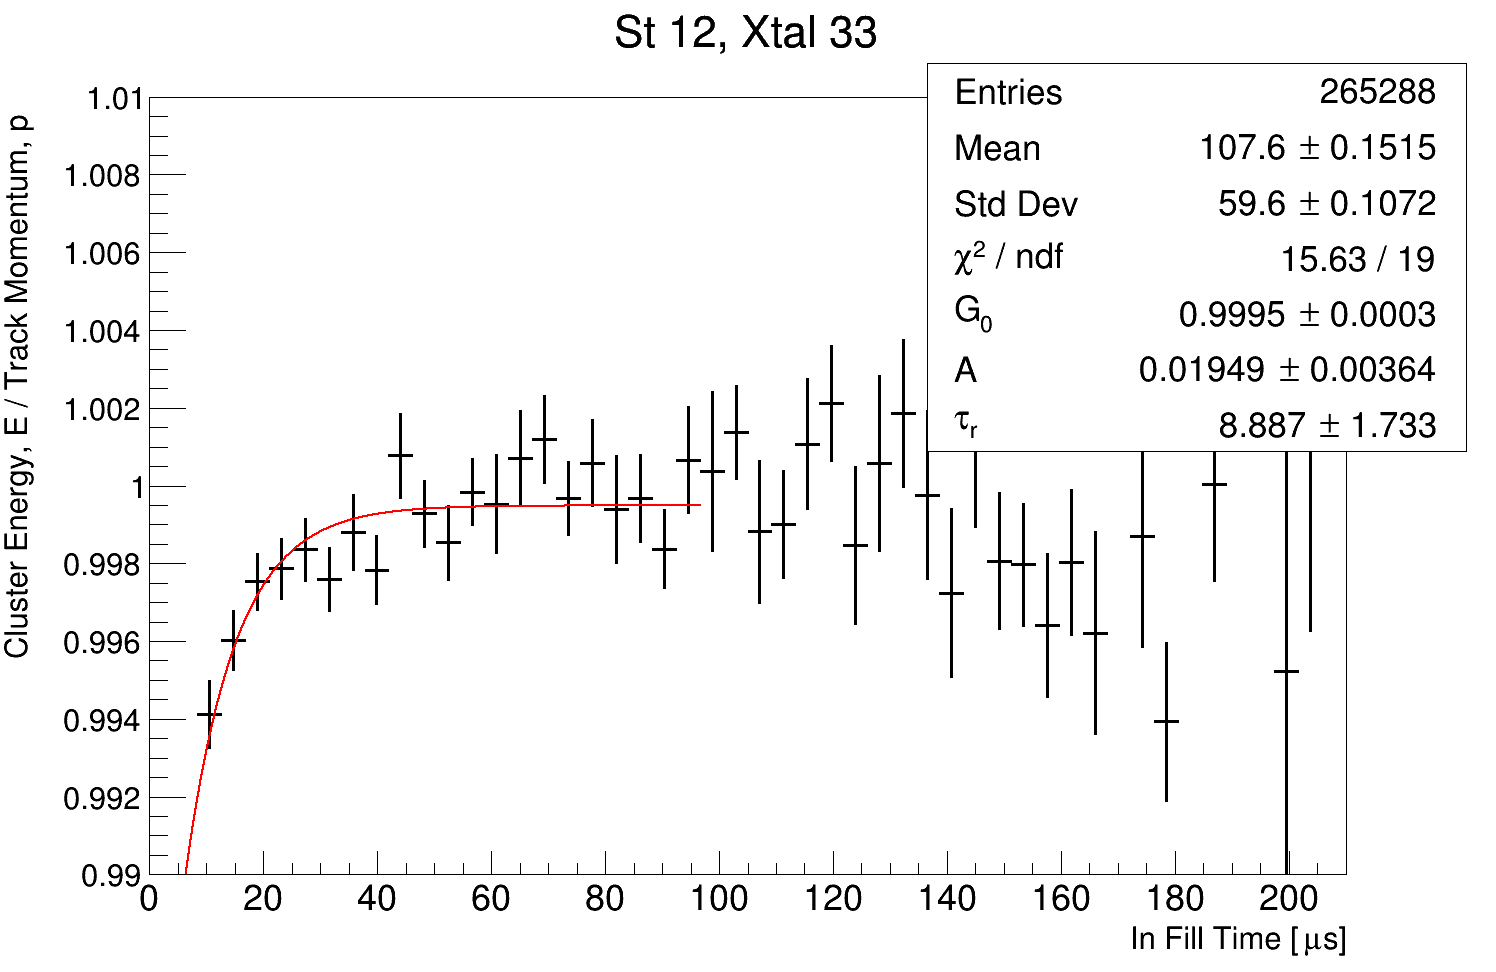 St 12, Xtal 33
Entries 265288
Mean 107.6 ± 0.1515
Std Dev 59.6 ± 0.1072
χ² / ndf 15.63 / 19
G₀ 0.9995 ± 0.0003
A 0.01949 ± 0.00364
τᵣ 8.887 ± 1.733
Cluster Energy, E / Track Momentum, p
1.01
1.008
1.006
1.004
1.002
1
0.998
0.996
0.994
0.992
0.99
0 20 40 60 80 100 120 140 160 180 200
In Fill Time [μs]